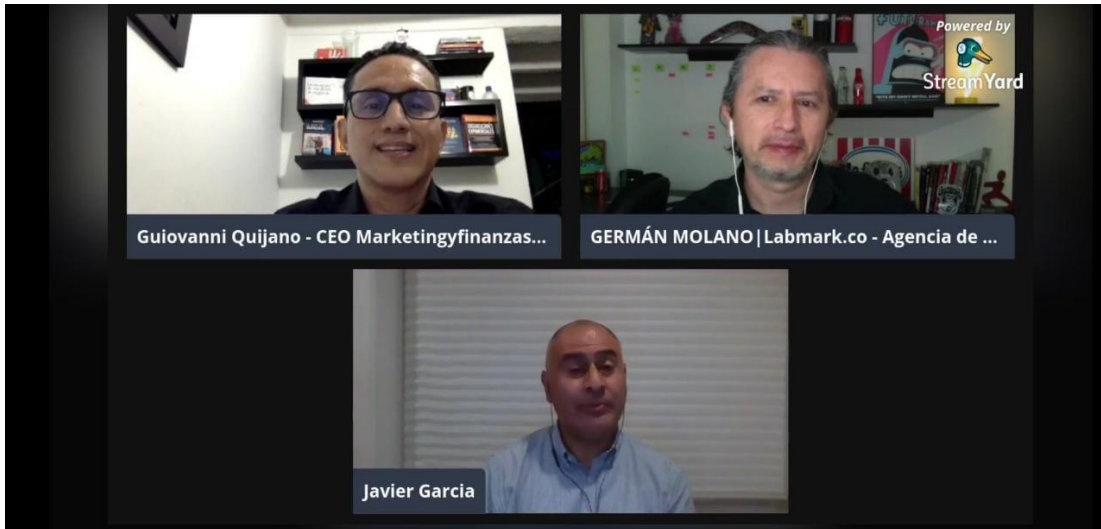 Powered by
StreamYard
Guiovanni Quijano - CEO Marketingyfinanzas...
GERMÁN MOLANO|Labmark.co - Agencia de ...
Javier Garcia